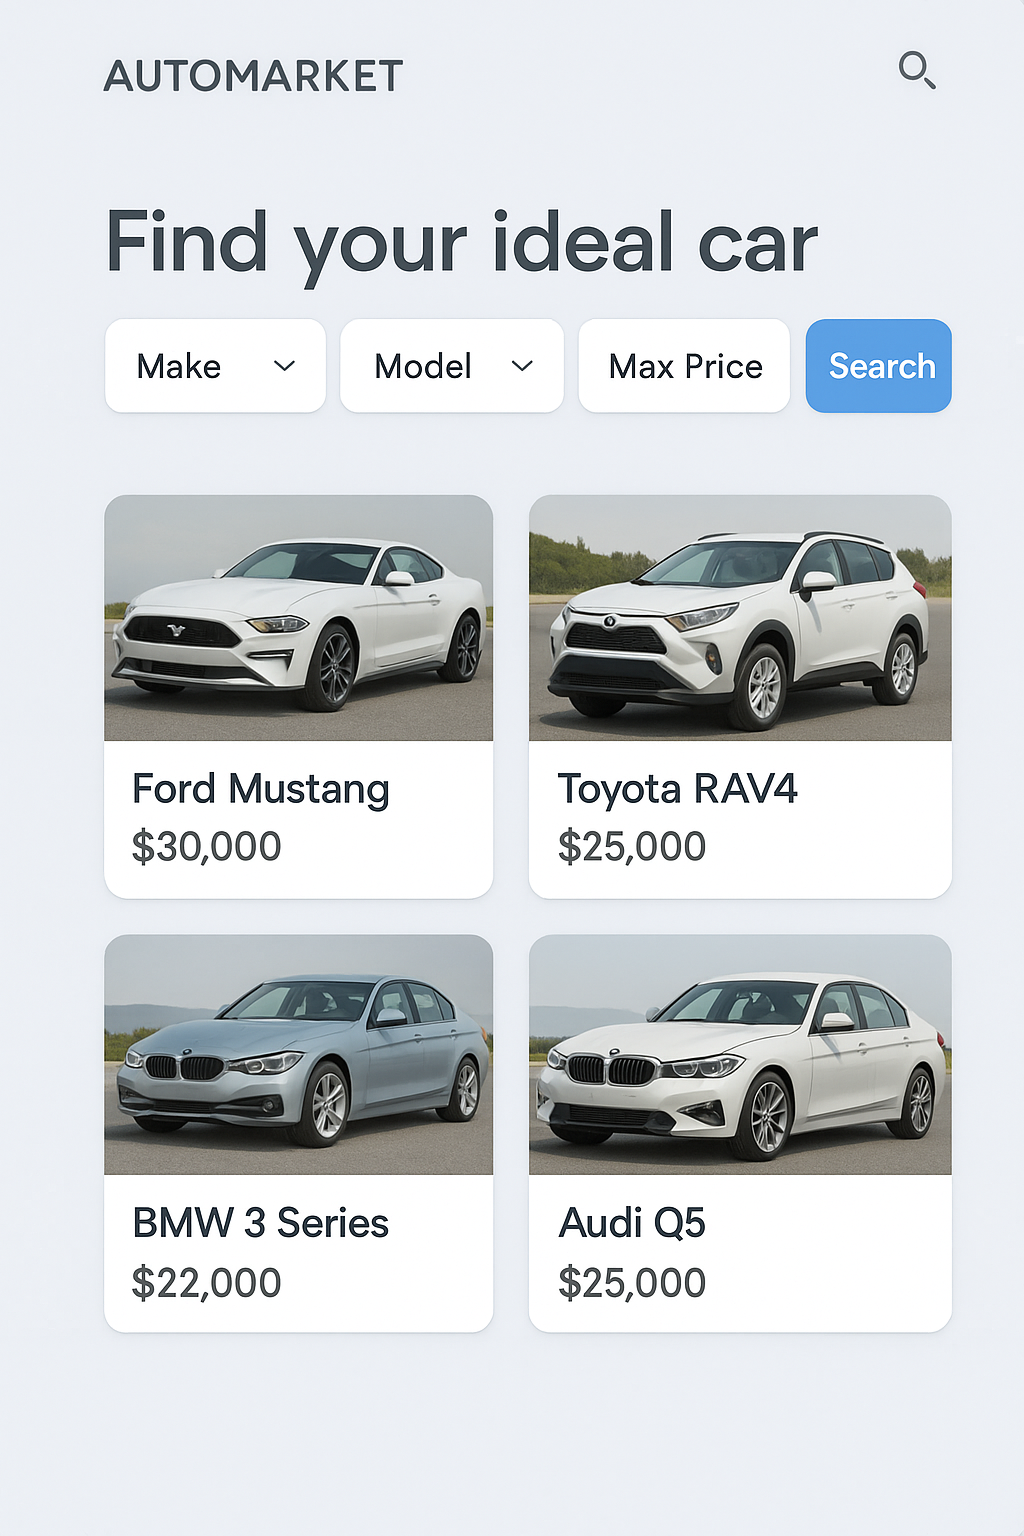 AUTOMARKET
Find your ideal car
Make
Model
Max Price
Search
Ford Mustang
$30,000
Toyota RAV4
$25,000
BMW 3 Series
$22,000
Audi Q5
$25,000